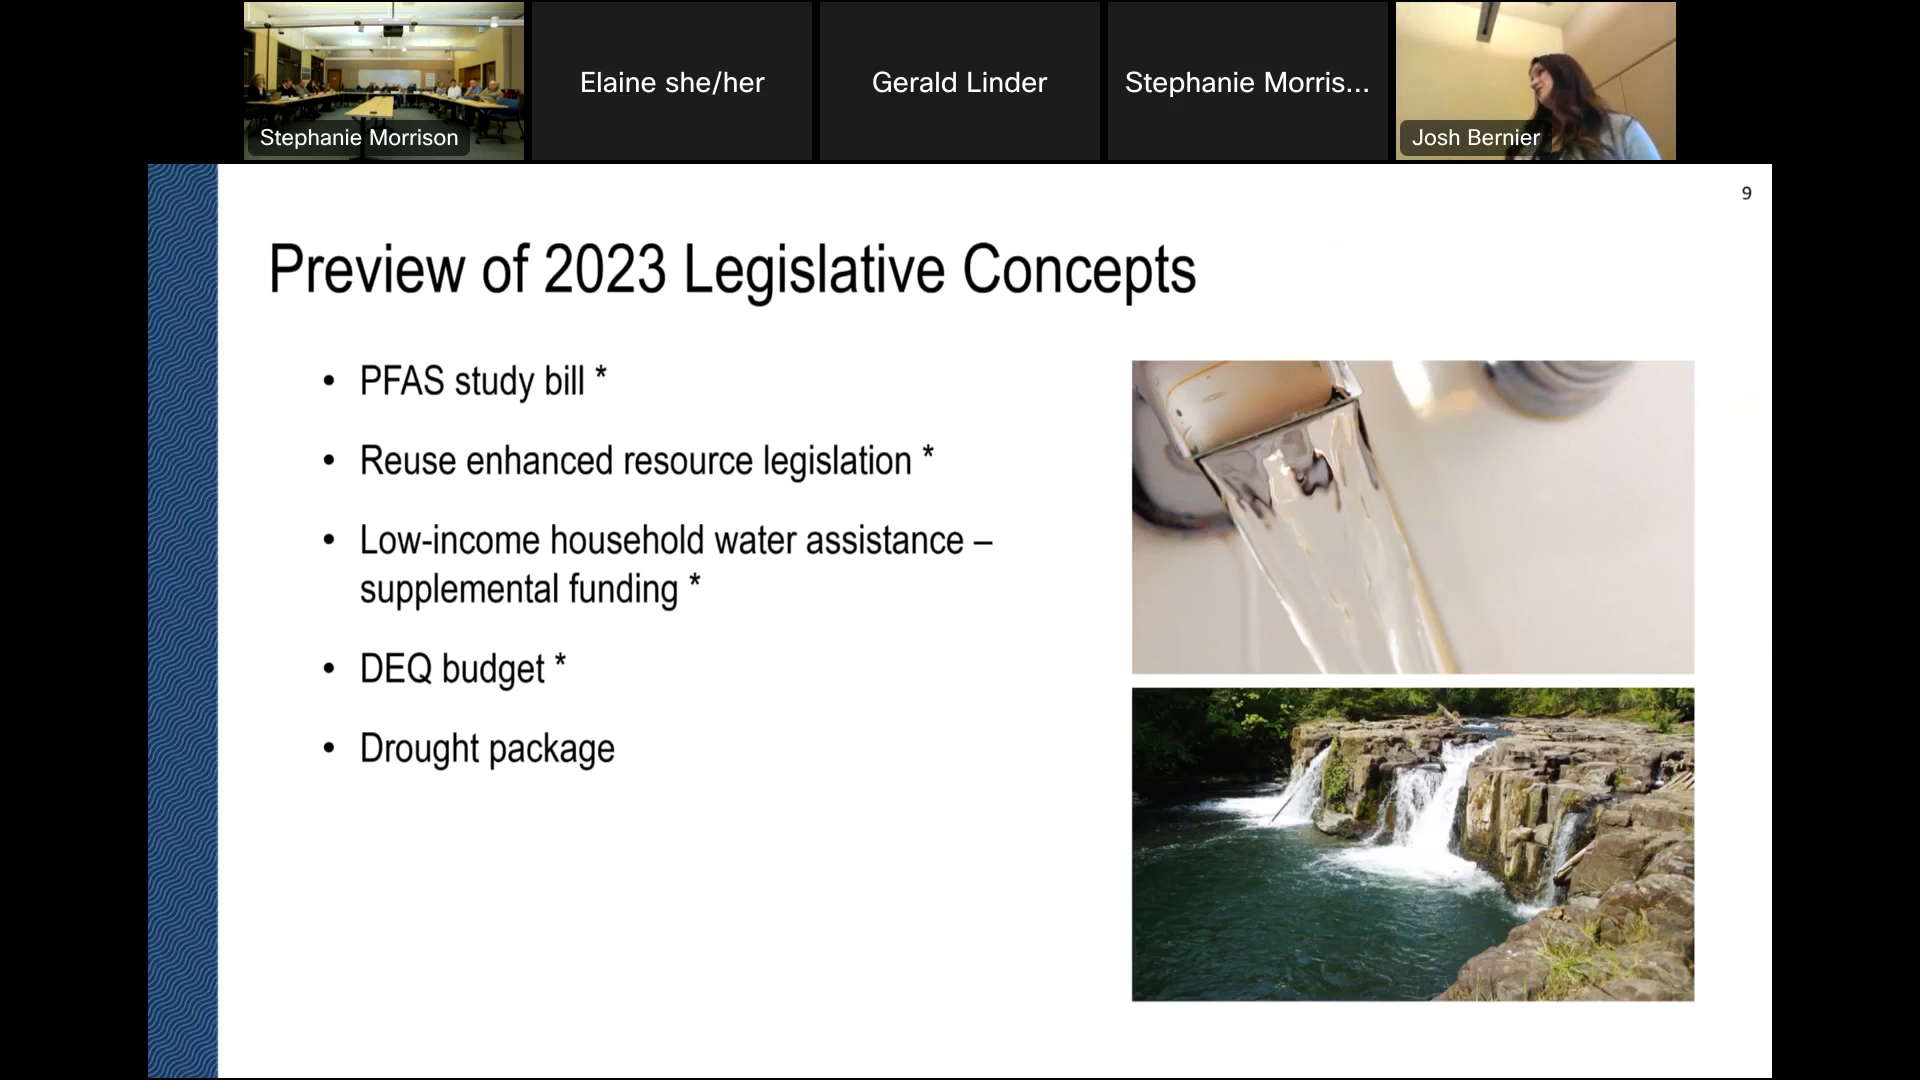 Elaine she/her
Gerald Linder
Stephanie Morris...
Stephanie Morrison
Josh Bernier
9
Preview of 2023 Legislative Concepts
• PFAS study bill *
• Reuse enhanced resource legislation *
• Low-income household water assistance –
supplemental funding *
• DEQ budget *
• Drought package